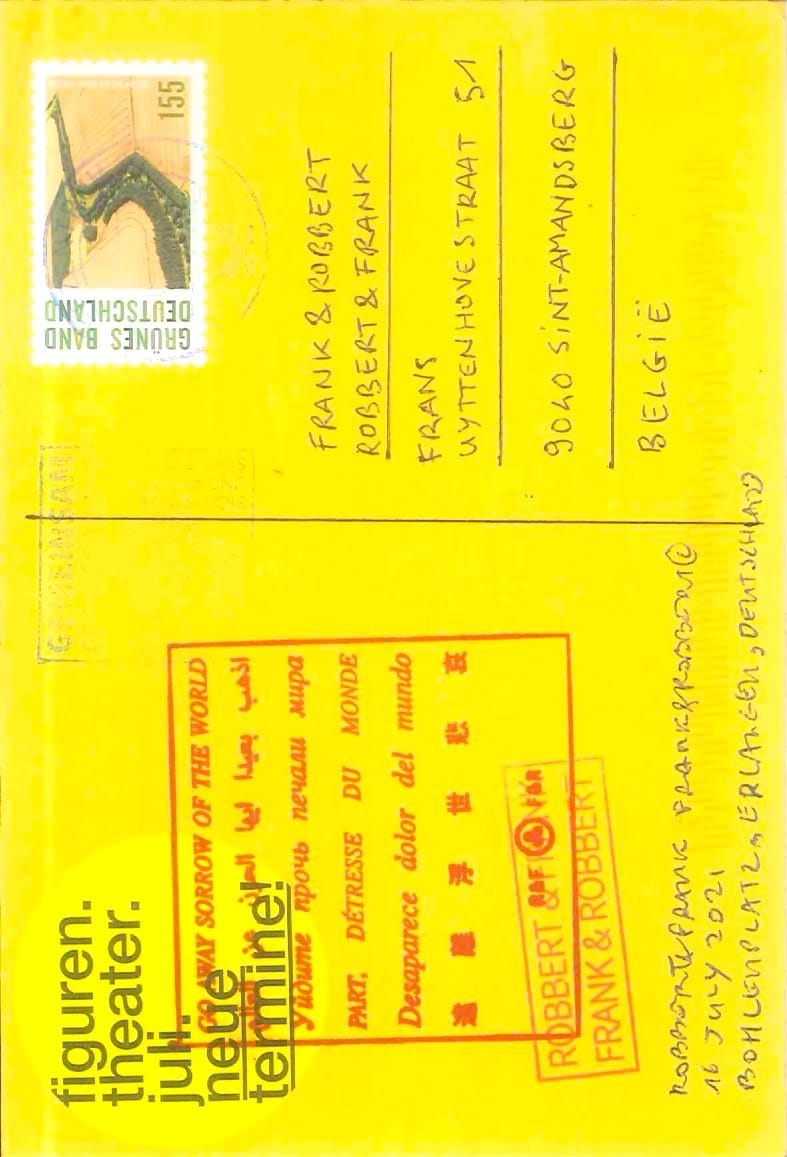 figuren.
theater.
juli.
neue
termine!
GEMEINSAM
GRÜNES BAND
DEUTSCHLAND
155
GO AWAY SORROW OF THE WORLD
اذهب بعيدا ايها الحزن عن العالم
Уйдите прочь печали мира
PART, DÉTRESSE DU MONDE
Desaparece dolor del mundo
遠離浮世悲哀
R&F F&R
ROBBERT & FRANK
FRANK & ROBBERT
ROBBERT&FRANK FRANK&ROBBERT©
16 JULY 2021
BOHLENPLATZ, ERLANGEN, DEUTSCHLAND
FRANK & ROBBERT
ROBBERT & FRANK
FRANS
UYTTENHOVESTRAAT 51
9040 SiNT-AMANDSBERG
BELGiË